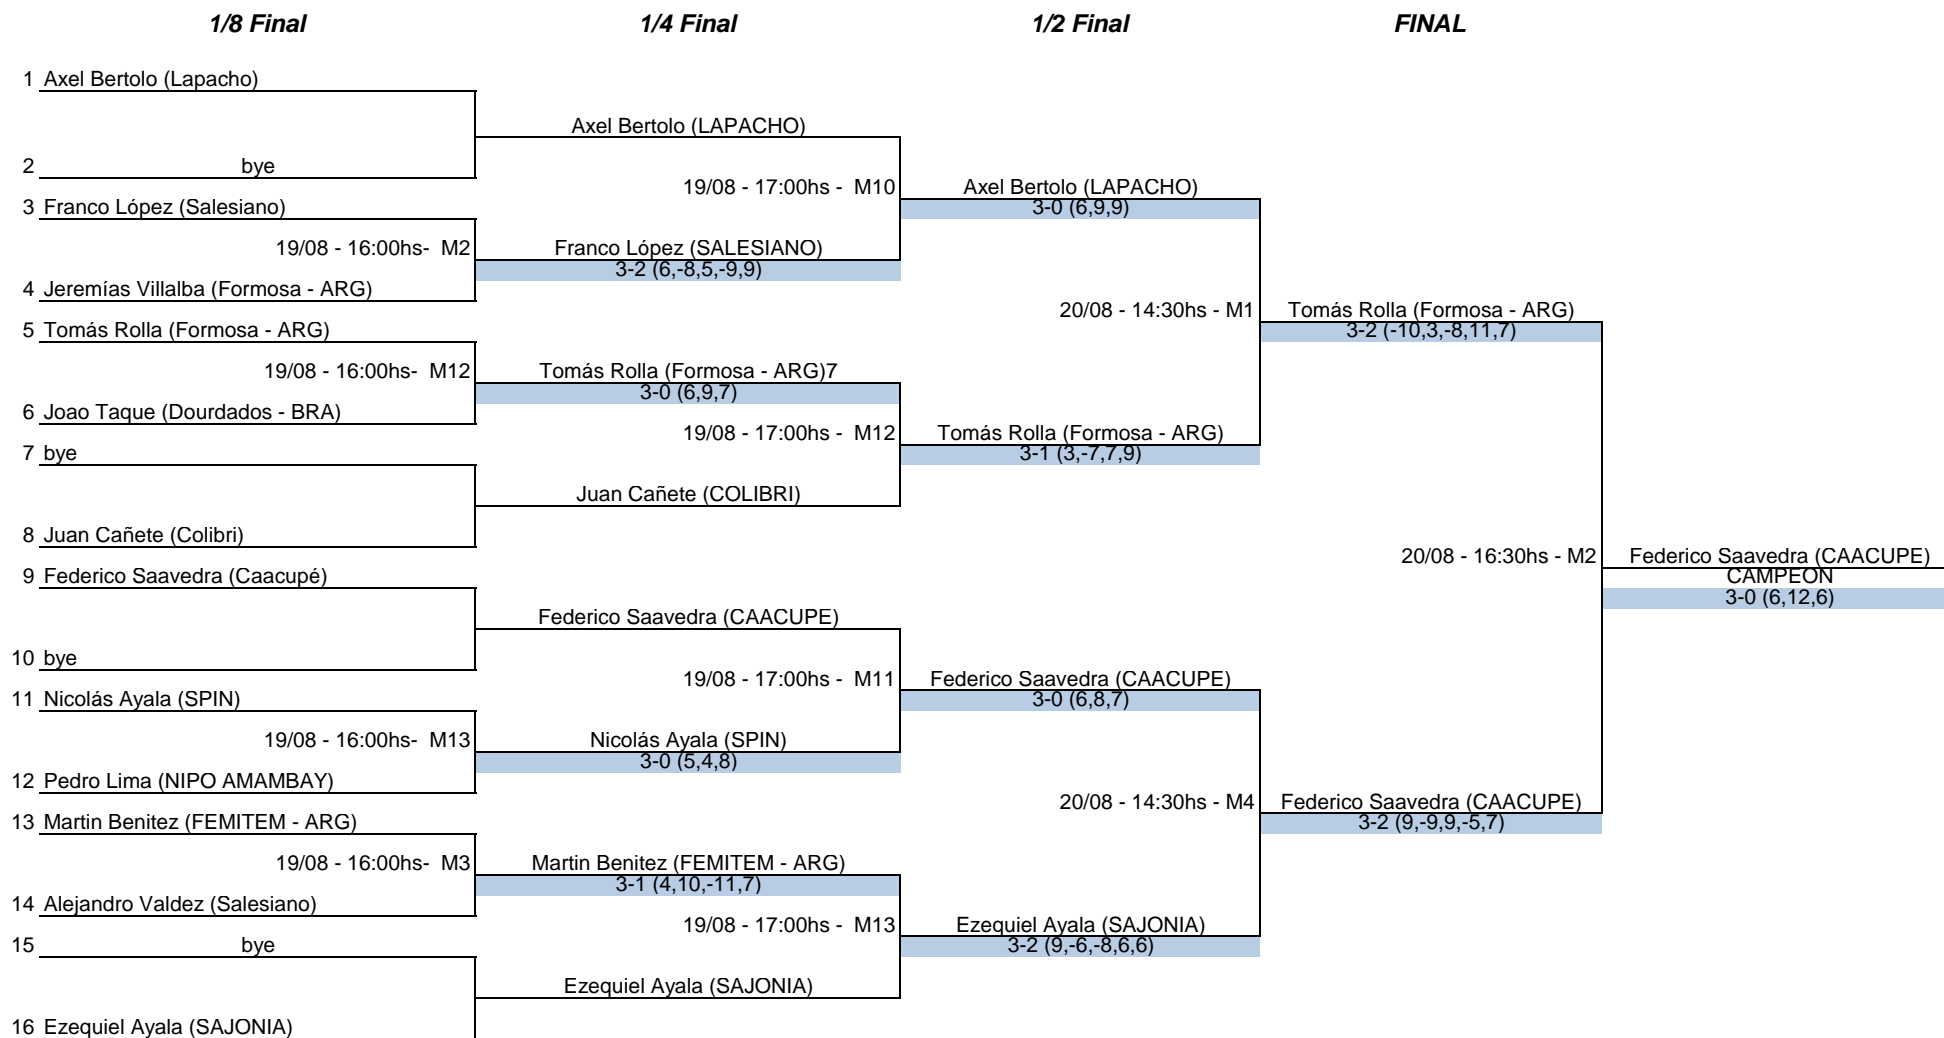 1/8 Final 1/4 Final 1/2 Final FINAL
1 Axel Bertolo (Lapacho)
Axel Bertolo (LAPACHO)
2 bye
19/08 - 17:00hs - M10 Axel Bertolo (LAPACHO)
3 Franco López (Salesiano) 3-0 (6,9,9)
19/08 - 16:00hs- M2 Franco López (SALESIANO)
3-2 (6,-8,5,-9,9)
4 Jeremías Villalba (Formosa - ARG)
20/08 - 14:30hs - M1 Tomás Rolla (Formosa - ARG)
5 Tomás Rolla (Formosa - ARG) 3-2 (-10,3,-8,11,7)
19/08 - 16:00hs- M12 Tomás Rolla (Formosa - ARG)7
3-0 (6,9,7)
6 Joao Taque (Dourdados - BRA)
19/08 - 17:00hs - M12 Tomás Rolla (Formosa - ARG)
7 bye 3-1 (3,-7,7,9)
Juan Cañete (COLIBRI)
8 Juan Cañete (Colibri)
20/08 - 16:30hs - M2 Federico Saavedra (CAACUPE)
9 Federico Saavedra (Caacupé) CAMPEON
3-0 (6,12,6)
Federico Saavedra (CAACUPE)
10 bye
19/08 - 17:00hs - M11 Federico Saavedra (CAACUPE)
11 Nicolás Ayala (SPIN) 3-0 (6,8,7)
19/08 - 16:00hs- M13 Nicolás Ayala (SPIN)
3-0 (5,4,8)
12 Pedro Lima (NIPO AMAMBAY)
20/08 - 14:30hs - M4 Federico Saavedra (CAACUPE)
13 Martin Benitez (FEMITEM - ARG) 3-2 (9,-9,9,-5,7)
19/08 - 16:00hs- M3 Martin Benitez (FEMITEM - ARG)
3-1 (4,10,-11,7)
14 Alejandro Valdez (Salesiano)
19/08 - 17:00hs - M13 Ezequiel Ayala (SAJONIA)
15 bye 3-2 (9,-6,-8,6,6)
Ezequiel Ayala (SAJONIA)
16 Ezequiel Ayala (SAJONIA)